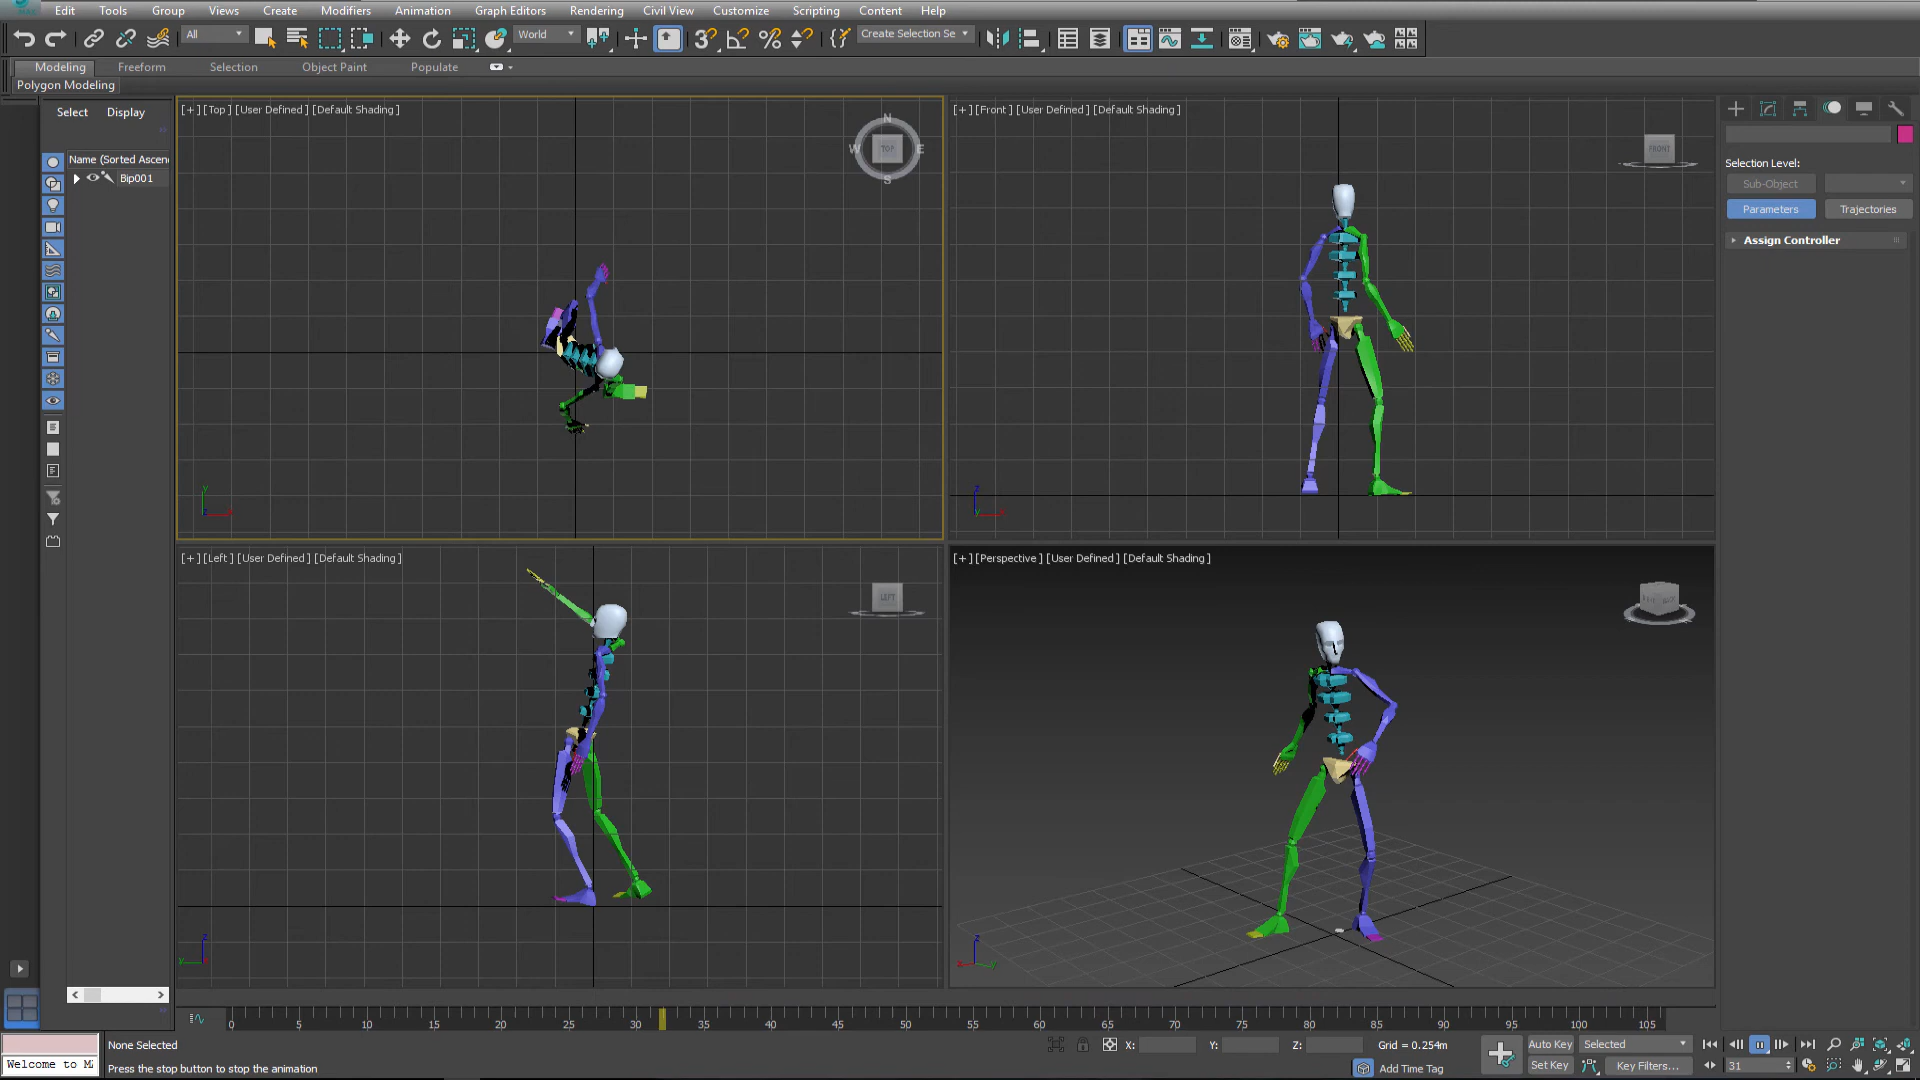 Edit Tools Group Views Create Modifiers Animation Graph Editors Rendering Civil View Customize Scripting Content Help
All World Create Selection Se
Modeling Freeform Selection Object Paint Populate
Polygon Modeling
Select Display
Name (Sorted Ascen
Bip001
[+] [Top] [User Defined] [Default Shading]
N
W TOP E
S
y
[+] [Front] [User Defined] [Default Shading]
FRONT
z
Selection Level:
Sub-Object
Parameters Trajectories
Assign Controller
[+] [Left] [User Defined] [Default Shading]
LEFT
z
y
[+] [Perspective] [User Defined] [Default Shading]
z
x y
0 5 10 15 20 25 30 35 40 45 50 55 60 65 70 75 80 85 90 95 100 105
None Selected
X: Y: Z: Grid = 0.254m
Auto Key Selected
Welcome to M
Press the stop button to stop the animation
Add Time Tag
Set Key Key Filters...
31